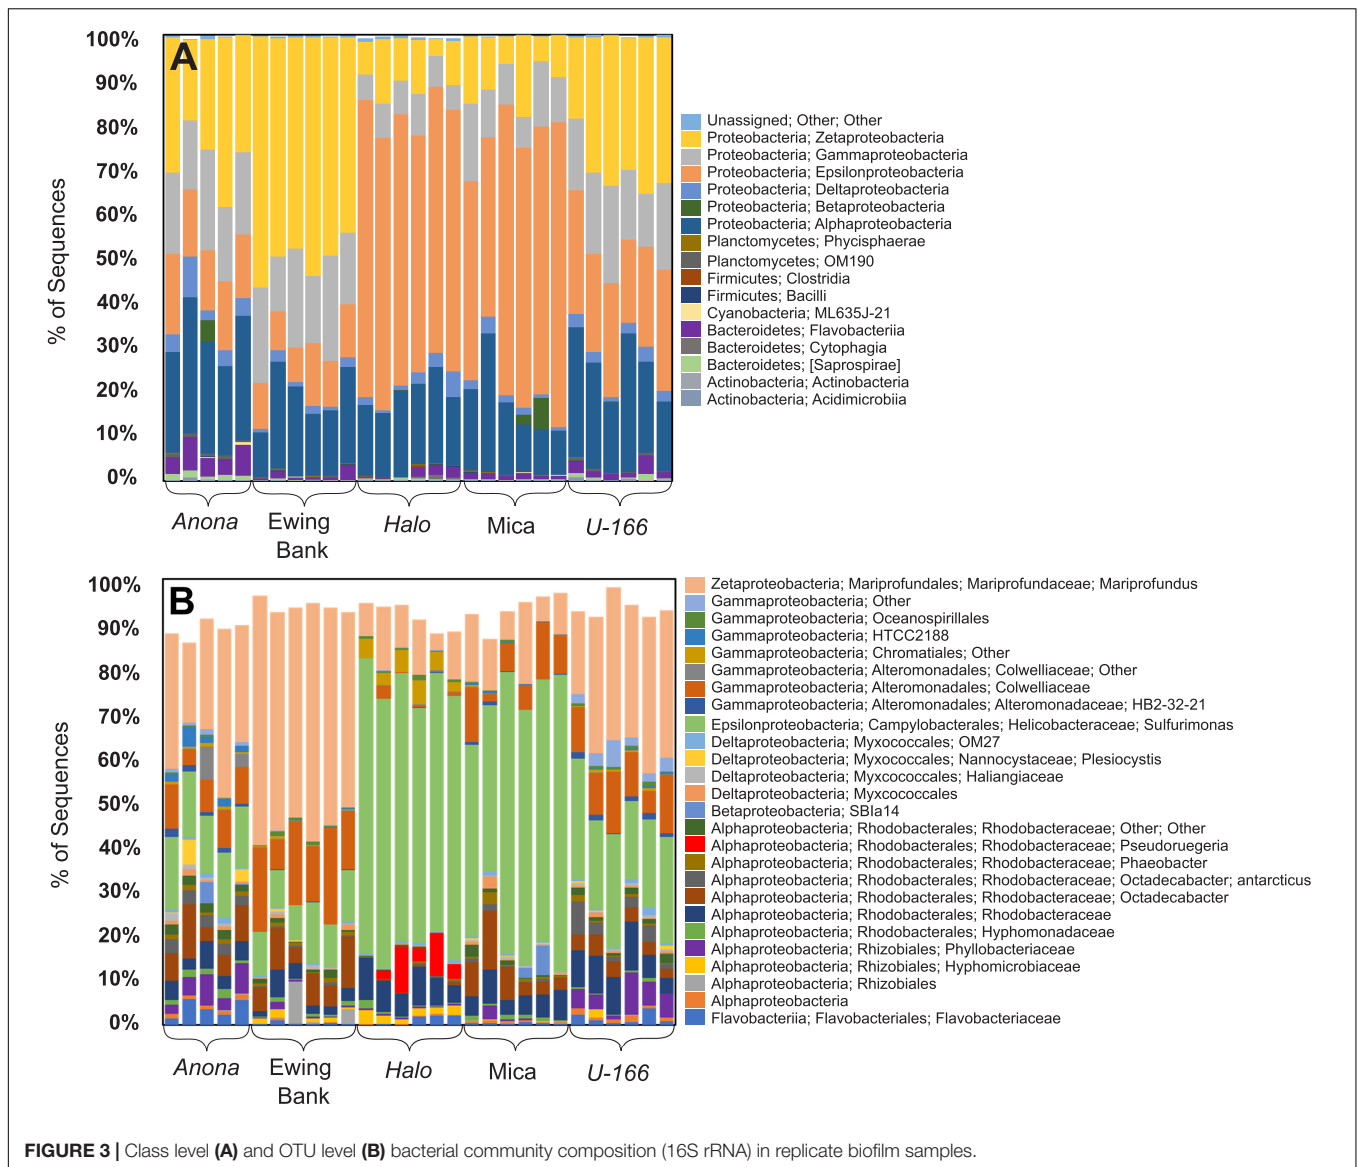 A
100%
90%
80%
70%
60%
50%
40%
30%
20%
10%
0%
% of Sequences
Anona
Ewing
Bank
Halo
Mica
U-166
Unassigned; Other; Other
Proteobacteria; Zetaproteobacteria
Proteobacteria; Gammaproteobacteria
Proteobacteria; Epsilonproteobacteria
Proteobacteria; Deltaproteobacteria
Proteobacteria; Betaproteobacteria
Proteobacteria; Alphaproteobacteria
Planctomycetes; Phycisphaerae
Planctomycetes; OM190
Firmicutes; Clostridia
Firmicutes; Bacilli
Cyanobacteria; ML635J-21
Bacteroidetes; Flavobacteriia
Bacteroidetes; Cytophagia
Bacteroidetes; [Saprospirae]
Actinobacteria; Actinobacteria
Actinobacteria; Acidimicrobiia
B
100%
90%
80%
70%
60%
50%
40%
30%
20%
10%
0%
% of Sequences
Anona
Ewing
Bank
Halo
Mica
U-166
Zetaproteobacteria; Mariprofundales; Mariprofundaceae; Mariprofundus
Gammaproteobacteria; Other
Gammaproteobacteria; Oceanospirillales
Gammaproteobacteria; HTCC2188
Gammaproteobacteria; Chromatiales; Other
Gammaproteobacteria; Alteromonadales; Colwelliaceae; Other
Gammaproteobacteria; Alteromonadales; Colwelliaceae
Gammaproteobacteria; Alteromonadales; Alteromonadaceae; HB2-32-21
Epsilonproteobacteria; Campylobacterales; Helicobacteraceae; Sulfurimonas
Deltaproteobacteria; Myxococcales; OM27
Deltaproteobacteria; Myxococcales; Nannocystaceae; Plesiocystis
Deltaproteobacteria; Myxcococcales; Haliangiaceae
Deltaproteobacteria; Myxcococcales
Betaproteobacteria; SBIa14
Alphaproteobacteria; Rhodobacterales; Rhodobacteraceae; Other; Other
Alphaproteobacteria; Rhodobacterales; Rhodobacteraceae; Pseudoruegeria
Alphaproteobacteria; Rhodobacterales; Rhodobacteraceae; Phaeobacter
Alphaproteobacteria; Rhodobacterales; Rhodobacteraceae; Octadecabacter; antarcticus
Alphaproteobacteria; Rhodobacterales; Rhodobacteraceae; Octadecabacter
Alphaproteobacteria; Rhodobacterales; Rhodobacteraceae
Alphaproteobacteria; Rhodobacterales; Hyphomonadaceae
Alphaproteobacteria; Rhizobiales; Phyllobacteriaceae
Alphaproteobacteria; Rhizobiales; Hyphomicrobiaceae
Alphaproteobacteria; Rhizobiales
Alphaproteobacteria
Flavobacteriia; Flavobacteriales; Flavobacteriaceae
FIGURE 3 | Class level (A) and OTU level (B) bacterial community composition (16S rRNA) in replicate biofilm samples.